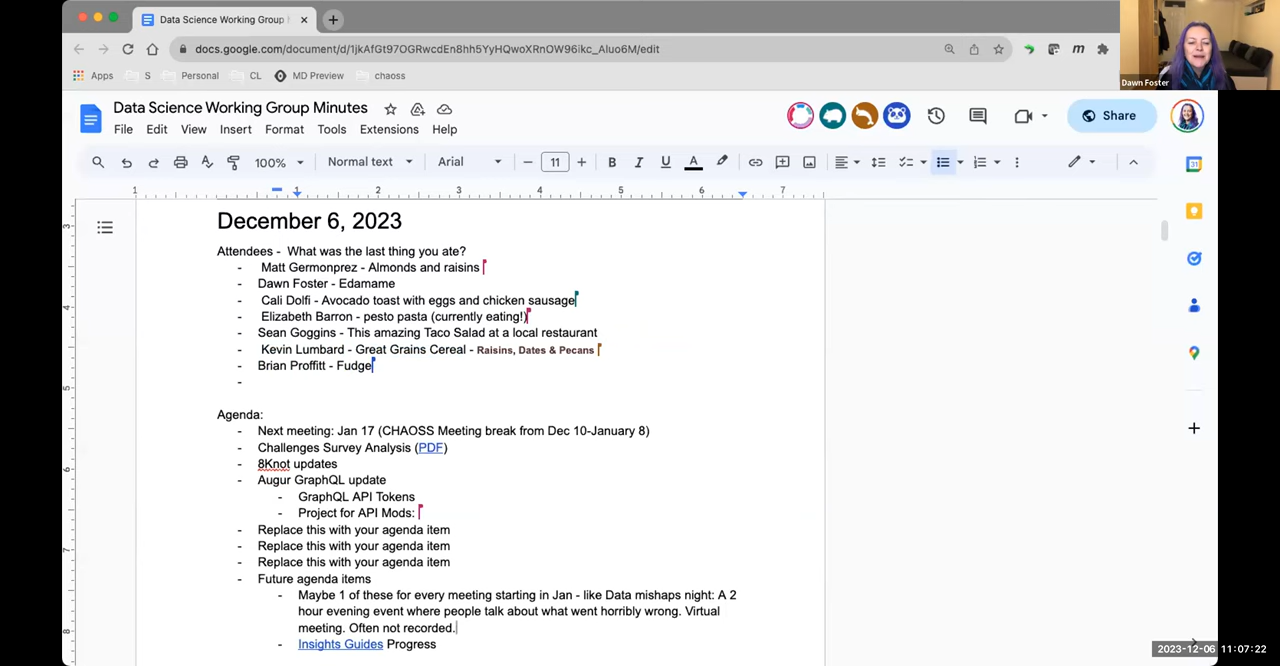 Data Science Working Group
docs.google.com/document/d/1jkAfGt97OGRwcdEn8hh5YyHQwoXRnOW96ikc_Aluo6M/edit
Apps S Personal CL MD Preview chaoss
Dawn Foster
Data Science Working Group Minutes
File Edit View Insert Format Tools Extensions Help
Share
100% Normal text Arial 11
1 1 2 3 4 5 6 7
December 6, 2023
Attendees - What was the last thing you ate?
- Matt Germonprez - Almonds and raisins
- Dawn Foster - Edamame
- Cali Dolfi - Avocado toast with eggs and chicken sausage
- Elizabeth Barron - pesto pasta (currently eating!)
- Sean Goggins - This amazing Taco Salad at a local restaurant
- Kevin Lumbard - Great Grains Cereal - Raisins, Dates & Pecans
- Brian Proffitt - Fudge
-
Agenda:
- Next meeting: Jan 17 (CHAOSS Meeting break from Dec 10-January 8)
- Challenges Survey Analysis (PDF)
- 8Knot updates
- Augur GraphQL update
- GraphQL API Tokens
- Project for API Mods:
- Replace this with your agenda item
- Replace this with your agenda item
- Replace this with your agenda item
- Future agenda items
- Maybe 1 of these for every meeting starting in Jan - like Data mishaps night: A 2
hour evening event where people talk about what went horribly wrong. Virtual
meeting. Often not recorded.
- Insights Guides Progress
2023-12-06 11:07:22